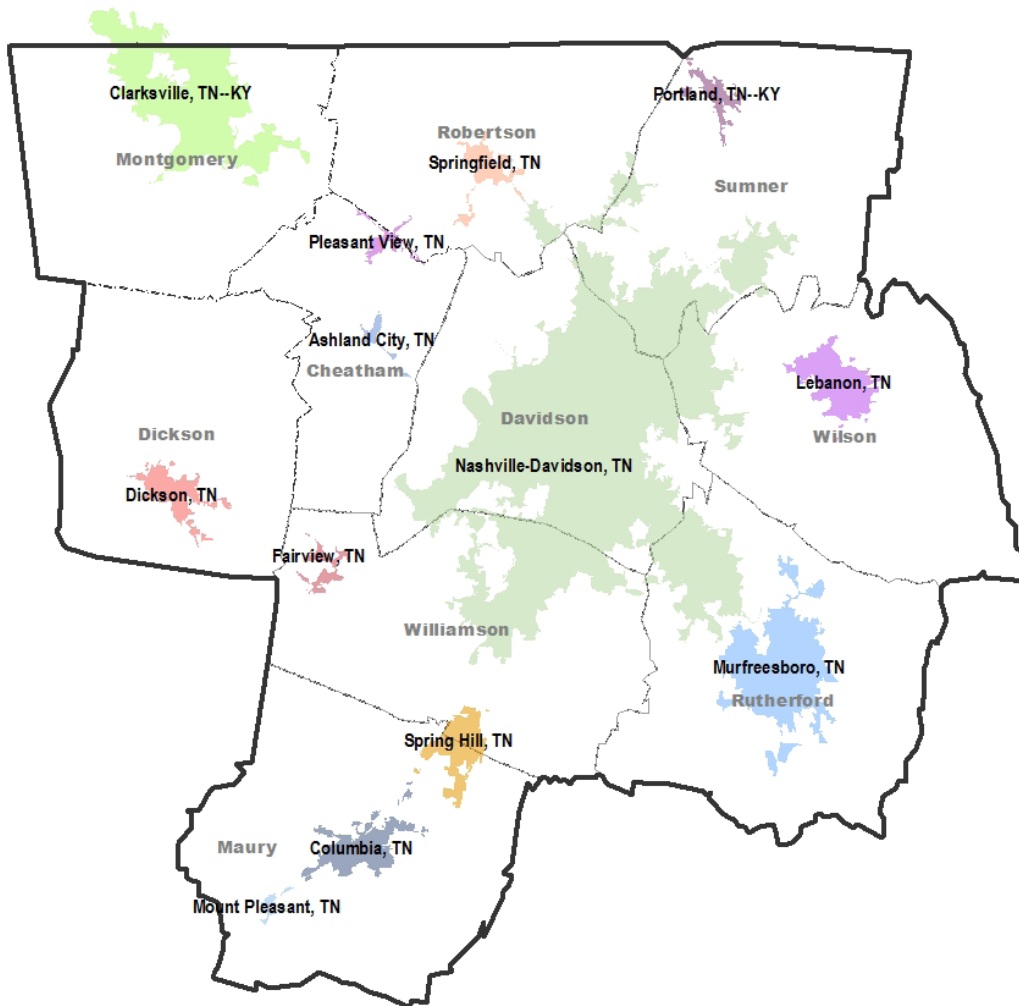 Clarksville, TN--KY
Portland, TN--KY
Robertson
Montgomery
Springfield, TN
Sumner
Pleasant View, TN
Ashland City, TN
Cheatham
Lebanon, TN
Davidson
Dickson
Wilson
Nashville-Davidson, TN
Dickson, TN
Fairview, TN
Williamson
Murfreesboro, TN
Rutherford
Spring Hill, TN
Maury
Columbia, TN
Mount Pleasant, TN